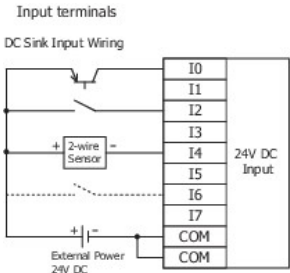 Input terminals
DC Sink Input Wiring
I0
I1
I2
I3
+ 2-wire Sensor -
I4
I5
I6
I7
24V DC
Input
+ -
COM
COM
External Power
24V DC